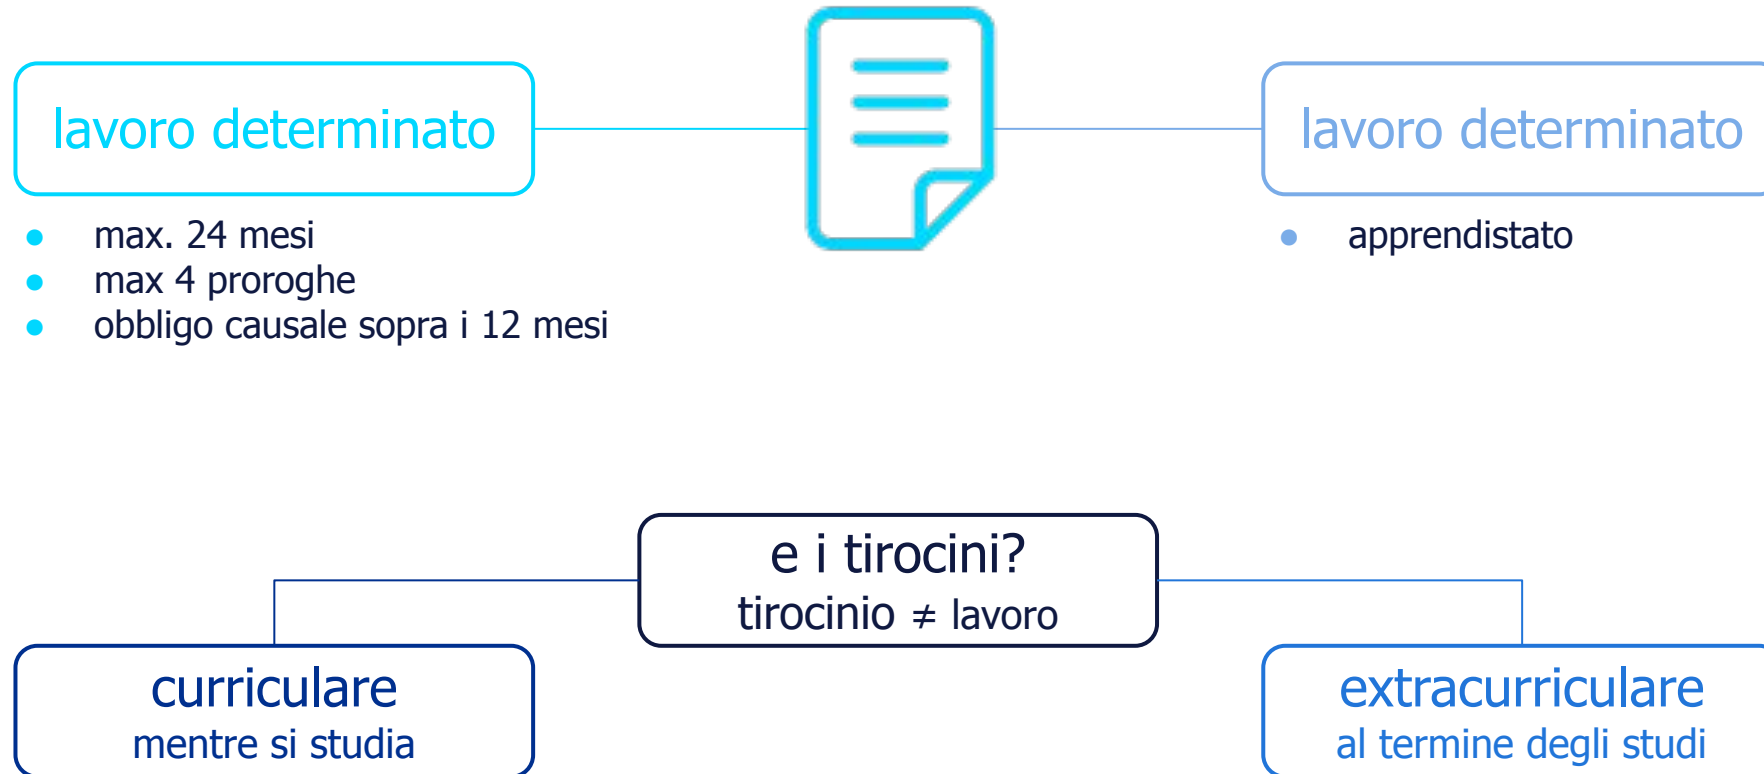 lavoro determinato
max. 24 mesi
max 4 proroghe
obbligo causale sopra i 12 mesi
lavoro determinato
apprendistato
e i tirocini?
tirocinio ≠ lavoro
curriculare
mentre si studia
extracurriculare
al termine degli studi